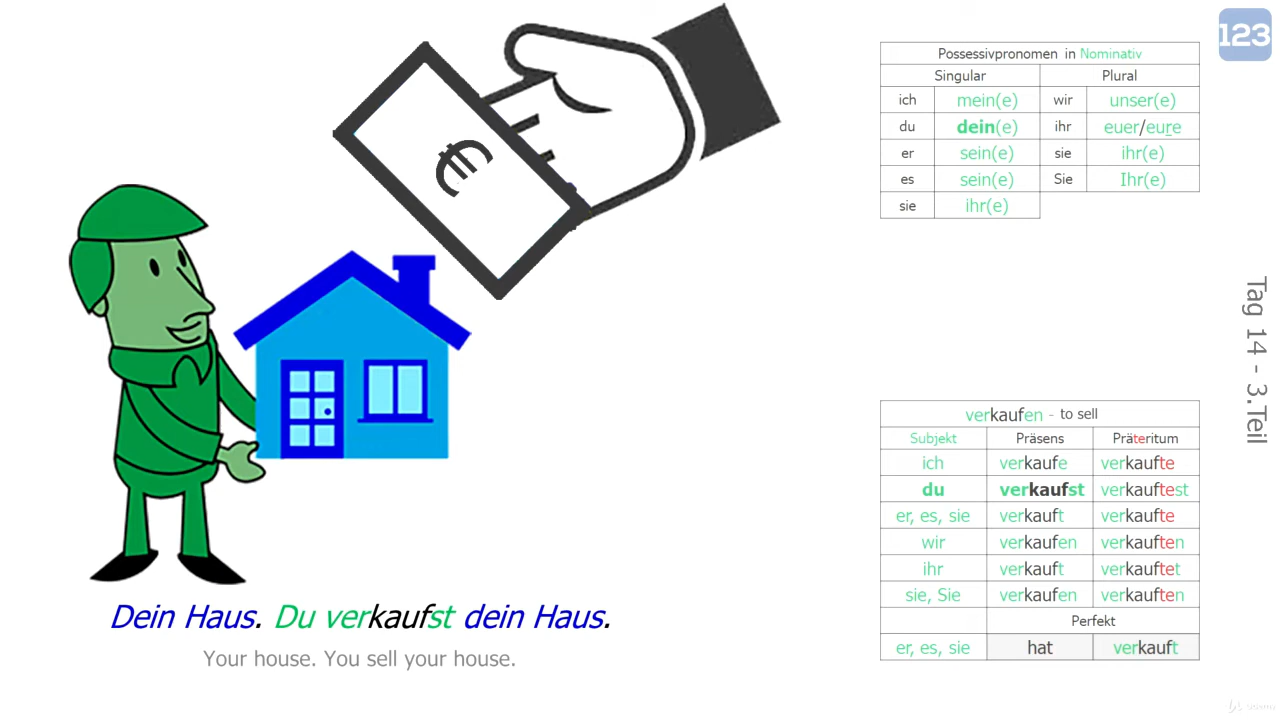 123
€
Possessivpronomen in Nominativ
Singular Plural
ich mein(e) wir unser(e)
du dein(e) ihr euer/eure
er sein(e) sie ihr(e)
es sein(e) Sie Ihr(e)
sie ihr(e)
Tag 14 - 3.Teil
verkaufen - to sell
Subjekt Präsens Präteritum
ich verkaufe verkaufte
du verkaufst verkauftest
er, es, sie verkauft verkaufte
wir verkaufen verkauften
ihr verkauft verkauftet
sie, Sie verkaufen verkauften
Perfekt
er, es, sie hat verkauft
Dein Haus. Du verkaufst dein Haus.
Your house. You sell your house.